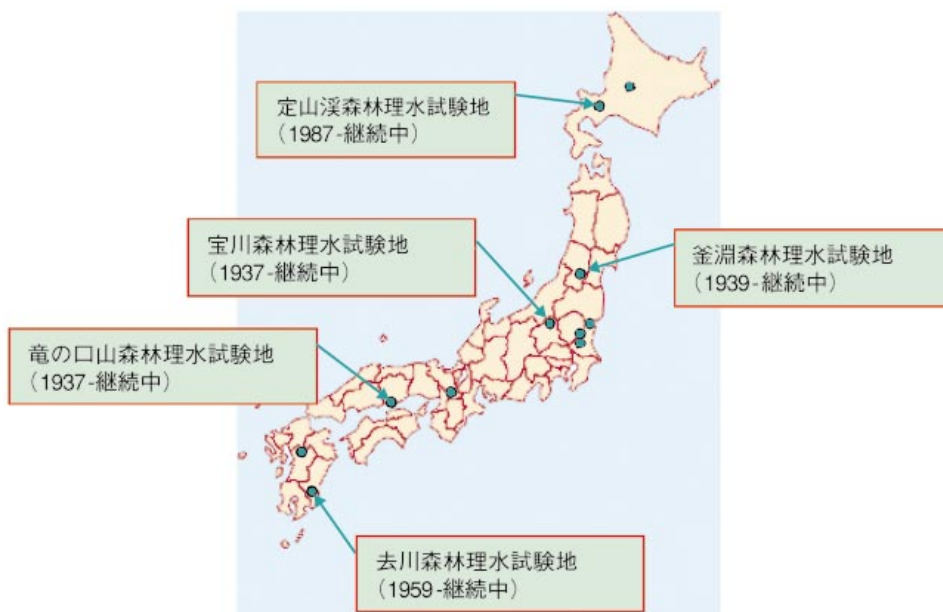 定山渓森林理水試験地
（1987-継続中）
宝川森林理水試験地
（1937-継続中）
釜淵森林理水試験地
（1939-継続中）
竜の口山森林理水試験地
（1937-継続中）
去川森林理水試験地
（1959-継続中）